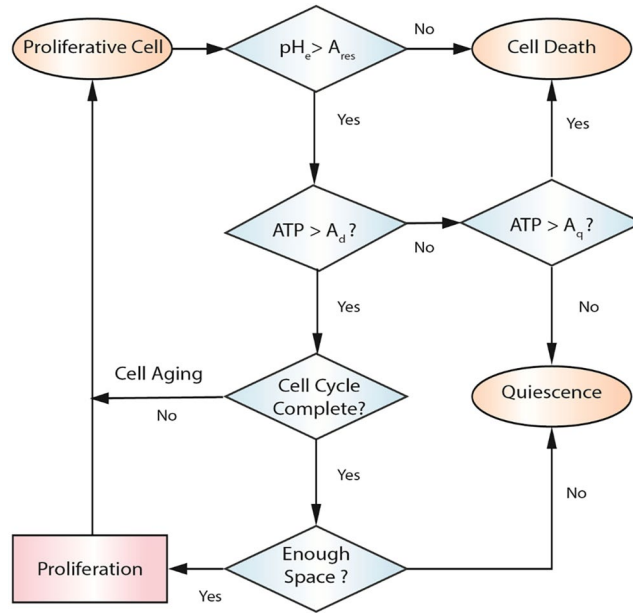 Proliferative Cell
pHe> Ares
No
Cell Death
Yes
Yes
ATP > Ad ?
No
ATP > Aq?
Yes
No
Cell Aging
No
Cell Cycle
Complete?
Quiescence
Yes
No
Proliferation
Yes
Enough
Space ?